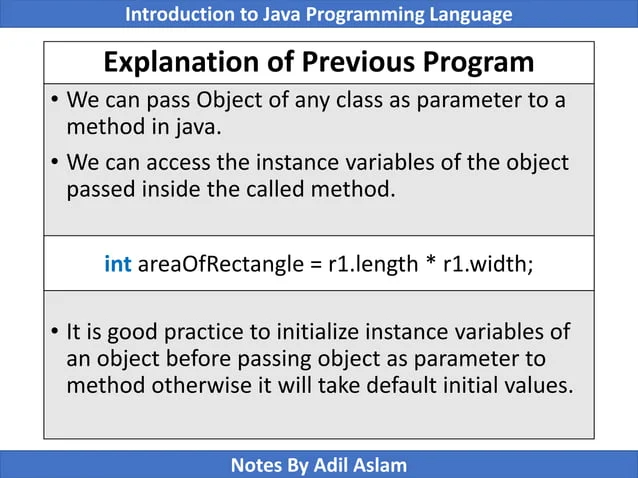 Introduction to Java Programming Language
Explanation of Previous Program
• We can pass Object of any class as parameter to a
method in java.
• We can access the instance variables of the object
passed inside the called method.
int areaOfRectangle = r1.length * r1.width;
• It is good practice to initialize instance variables of
an object before passing object as parameter to
method otherwise it will take default initial values.
Notes By Adil Aslam